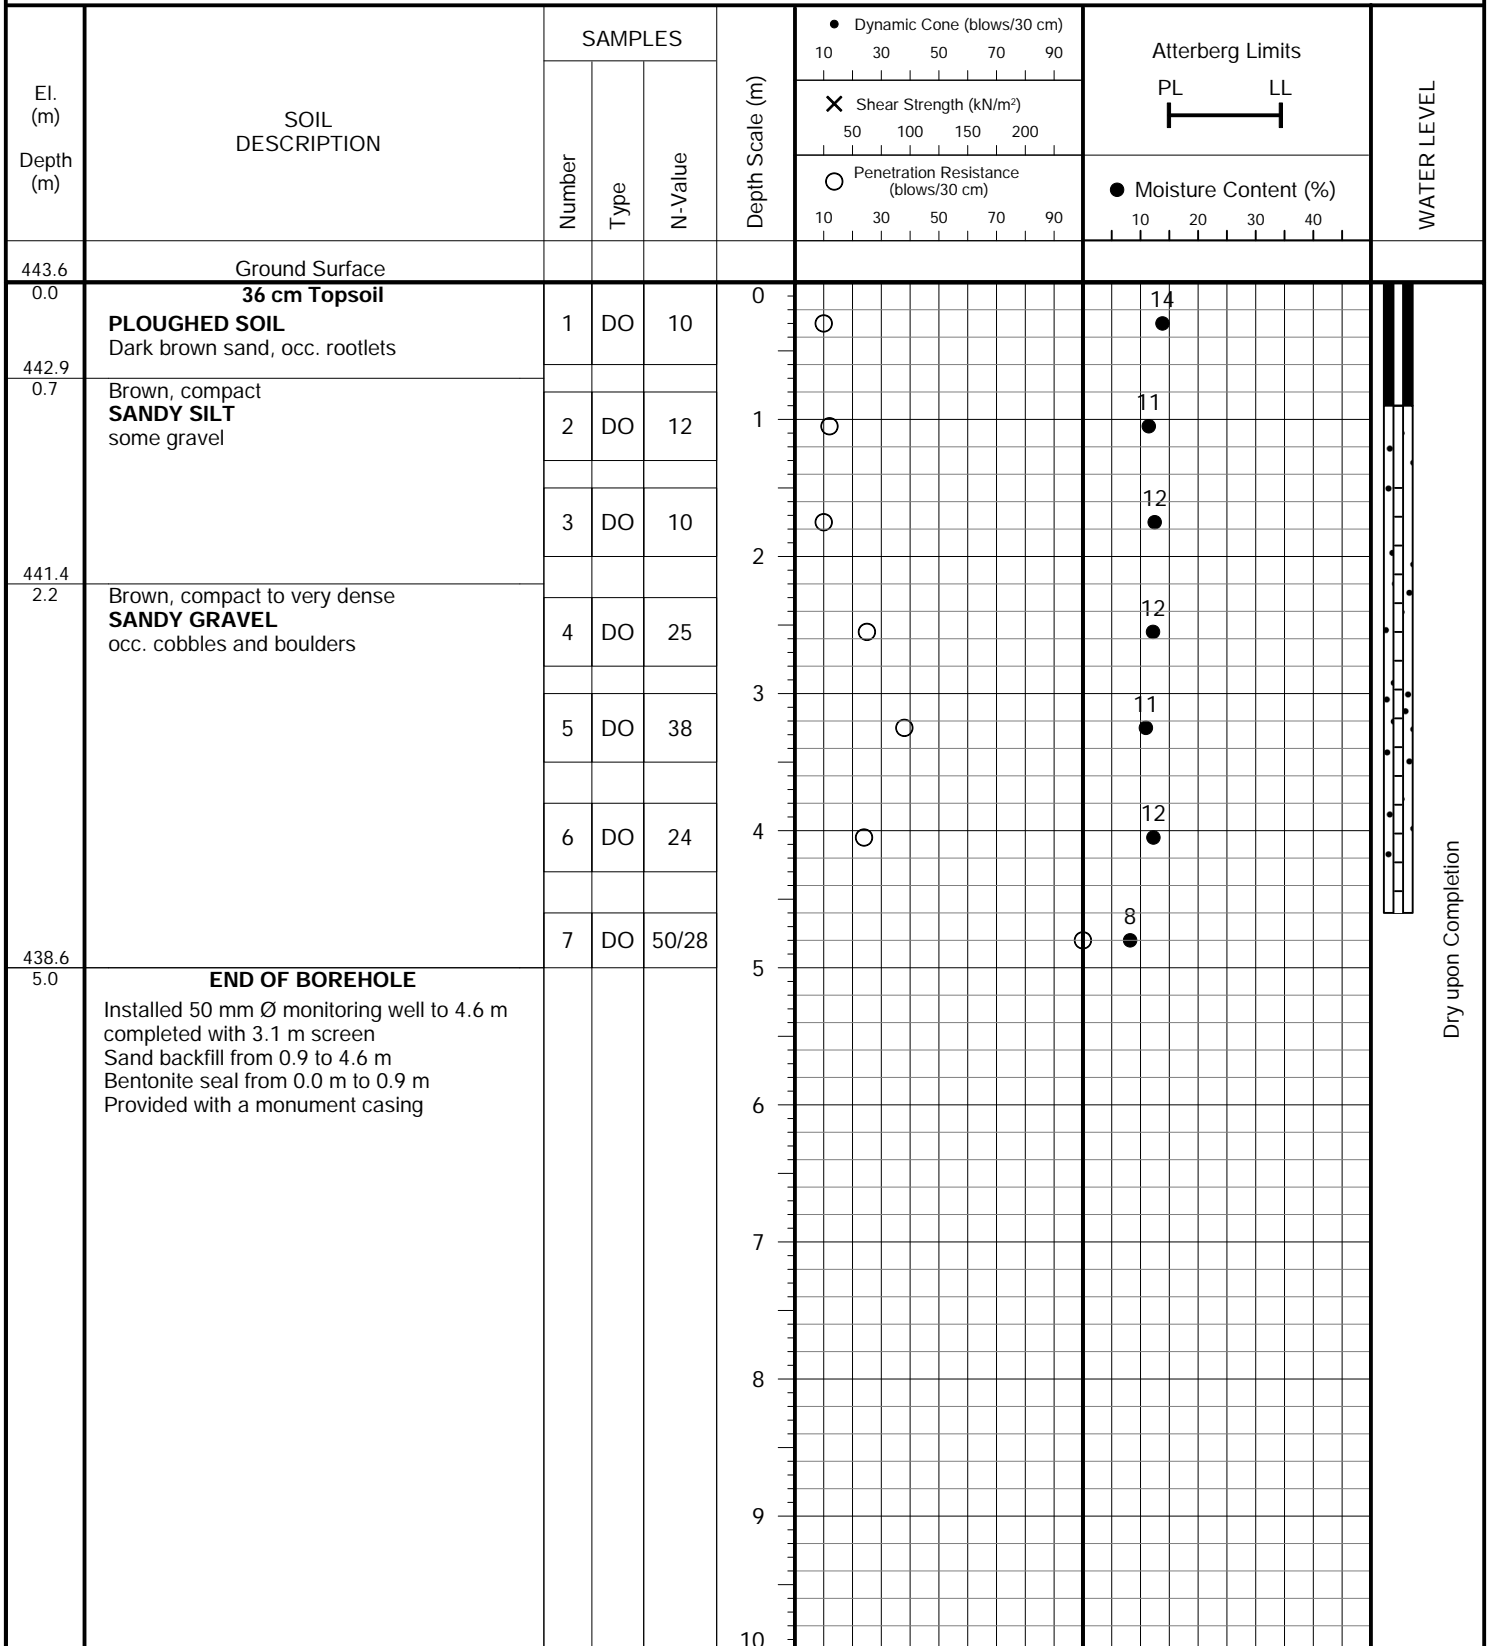 El.
(m)
Depth
(m)
SOIL
DESCRIPTION
SAMPLES
Number
Type
N-Value
Depth Scale (m)
Dynamic Cone (blows/30 cm)
10 30 50 70 90
Shear Strength (kN/m²)
50 100 150 200
Penetration Resistance
(blows/30 cm)
10 30 50 70 90
Atterberg Limits
PL LL
Moisture Content (%)
10 20 30 40
WATER LEVEL
443.6 Ground Surface
0.0 36 cm Topsoil 0
PLOUGHED SOIL 1 DO 10 14
Dark brown sand, occ. rootlets
442.9
0.7 Brown, compact
SANDY SILT 2 DO 12 1 11
some gravel
3 DO 10 12
2
441.4
2.2 Brown, compact to very dense
SANDY GRAVEL 4 DO 25 12
occ. cobbles and boulders
3
5 DO 38 11
6 DO 24 4 12
7 DO 50/28 8
438.6
5.0 END OF BOREHOLE 5
Installed 50 mm Ø monitoring well to 4.6 m
completed with 3.1 m screen
Sand backfill from 0.9 to 4.6 m
Bentonite seal from 0.0 m to 0.9 m
Provided with a monument casing
6
7
8
9
10
Dry upon Completion